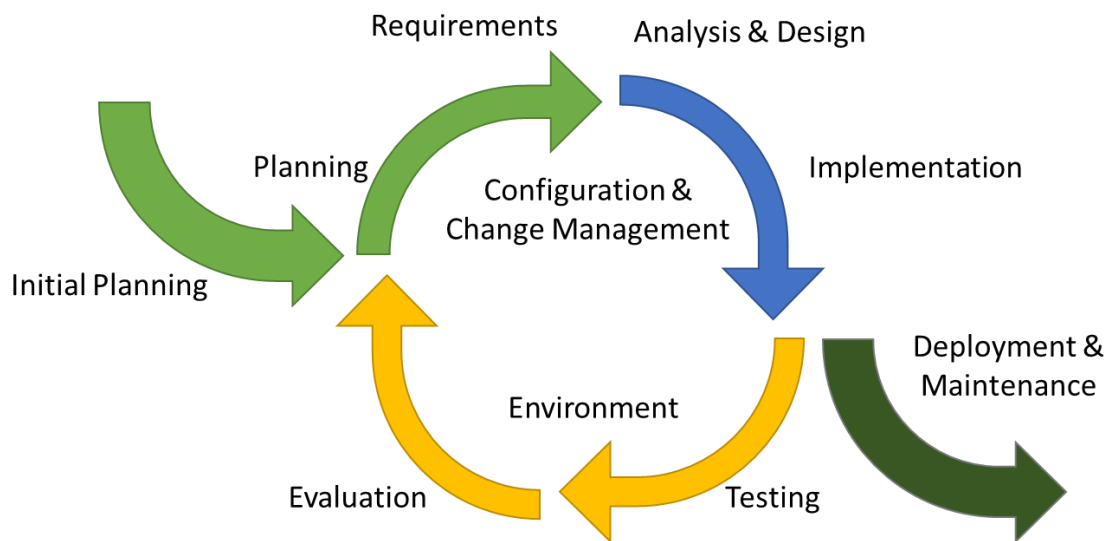 Requirements
Analysis & Design
Planning
Implementation
Configuration &
Change Management
Initial Planning
Deployment &
Maintenance
Environment
Evaluation
Testing